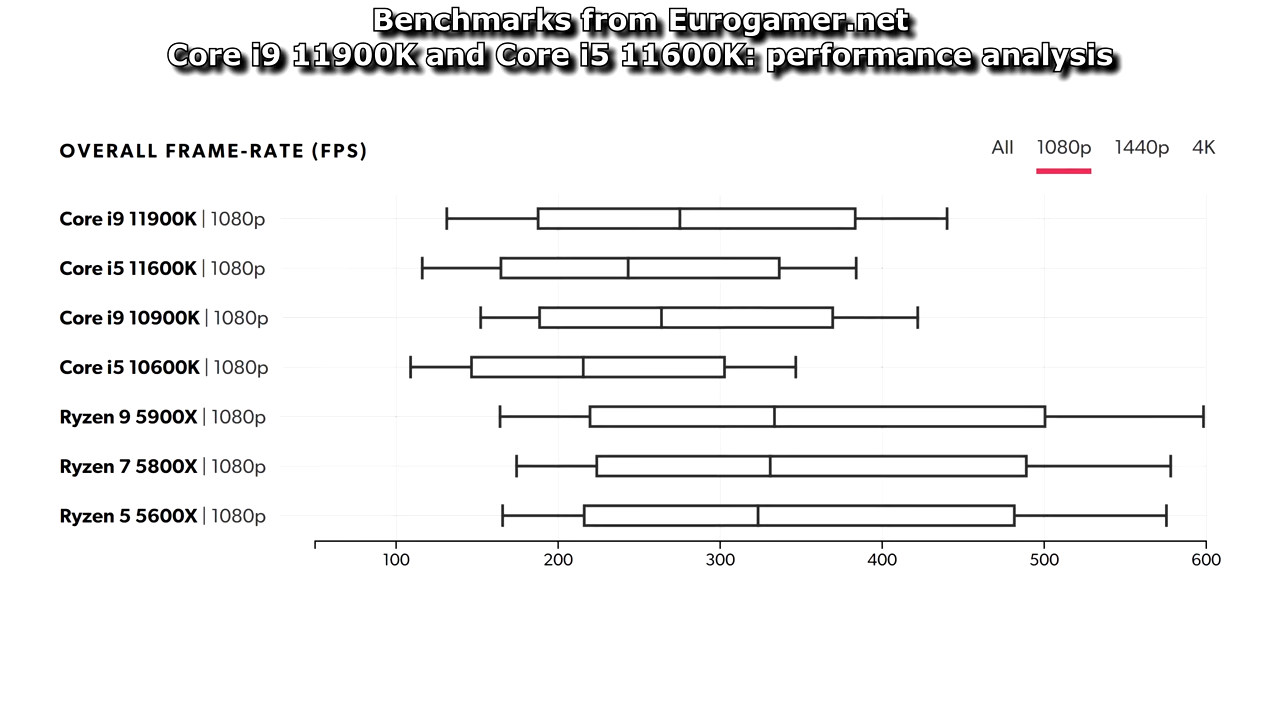 Benchmarks from Eurogamer.net
Core i9 11900K and Core i5 11600K: performance analysis
OVERALL FRAME-RATE (FPS)
All 1080p 1440p 4K
Core i9 11900K | 1080p
Core i5 11600K | 1080p
Core i9 10900K | 1080p
Core i5 10600K | 1080p
Ryzen 9 5900X | 1080p
Ryzen 7 5800X | 1080p
Ryzen 5 5600X | 1080p
100 200 300 400 500 600